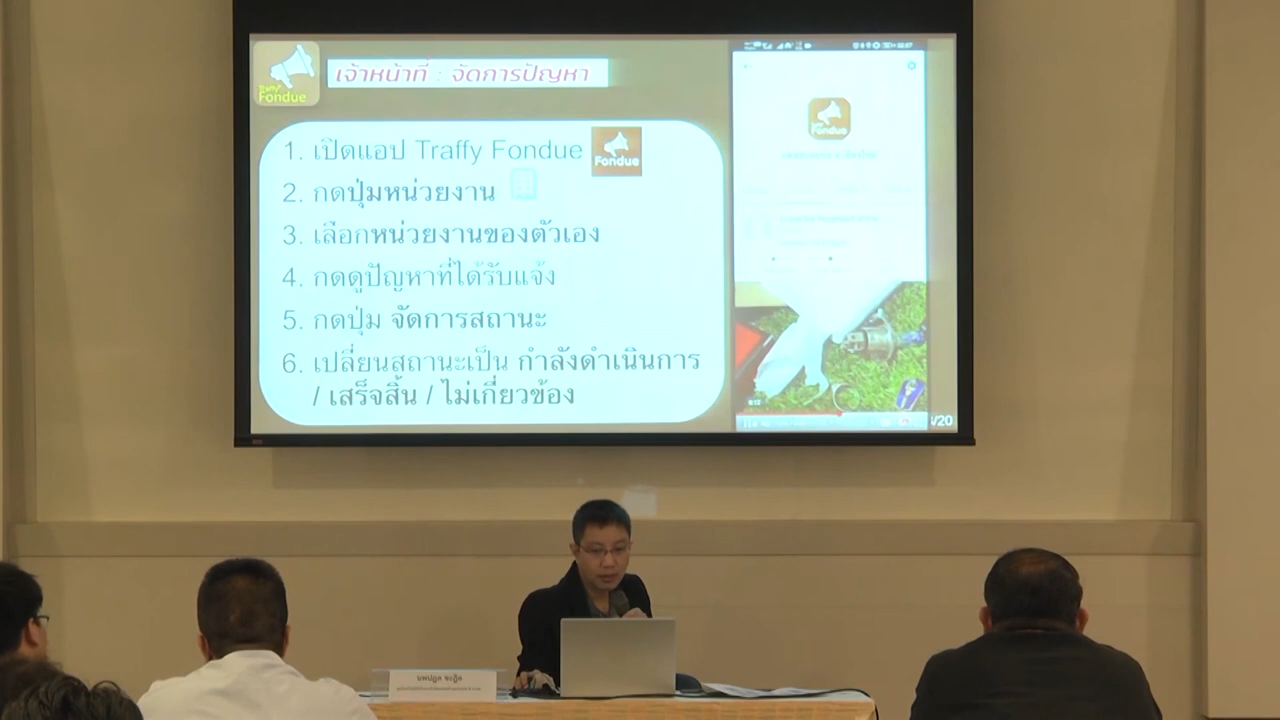 Traffy
Fondue
เจ้าหน้าที่ : จัดการปัญหา
1. เปิดแอป Traffy Fondue
Fondue
2. กดปุ่มหน่วยงาน
3. เลือกหน่วยงานของตัวเอง
4. กดดูปัญหาที่ได้รับแจ้ง
5. กดปุ่ม จัดการสถานะ
6. เปลี่ยนสถานะเป็น กำลังดำเนินการ
/ เสร็จสิ้น / ไม่เกี่ยวข้อง
Fondue
/20